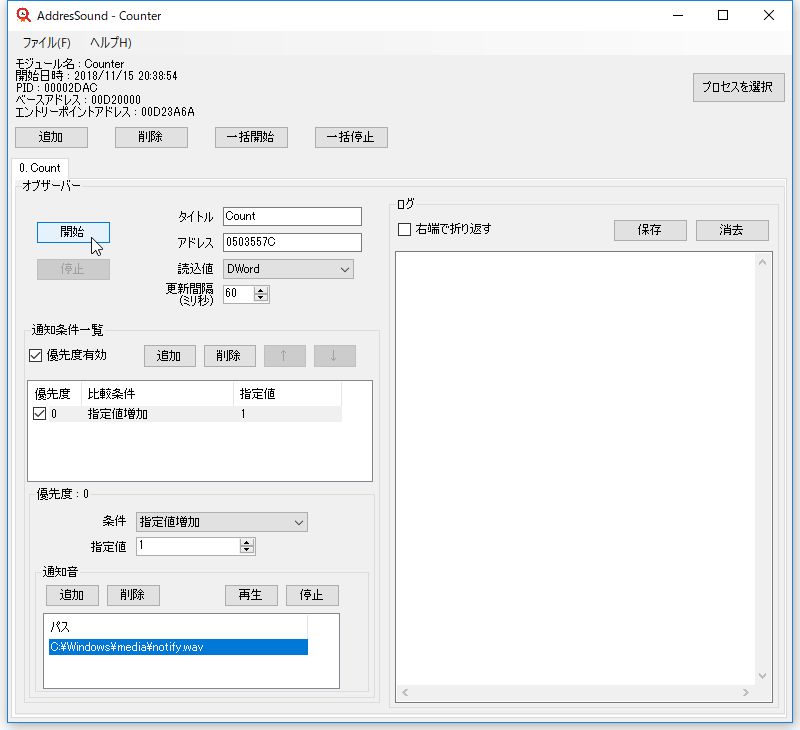 AddresSound - Counter
ファイル(F) ヘルプ(H)
モジュール名 : Counter
開始日時 : 2018/11/15 20:38:54
PID : 00002DAC
ベースアドレス : 00D20000
エントリーポイントアドレス : 00D23A6A
プロセスを選択
追加 削除 一括開始 一括停止
0. Count
オブザーバー
開始
停止
タイトル Count
アドレス 0503557C
読込値 DWord
更新間隔
(ミリ秒) 60
通知条件一覧
優先度有効 追加 削除 ↑ ↓
優先度 比較条件 指定値
0 指定値増加 1
優先度 : 0
条件 指定値増加
指定値 1
通知音
追加 削除 再生 停止
パス
C:¥Windows¥media¥notify.wav
ログ
右端で折り返す 保存 消去